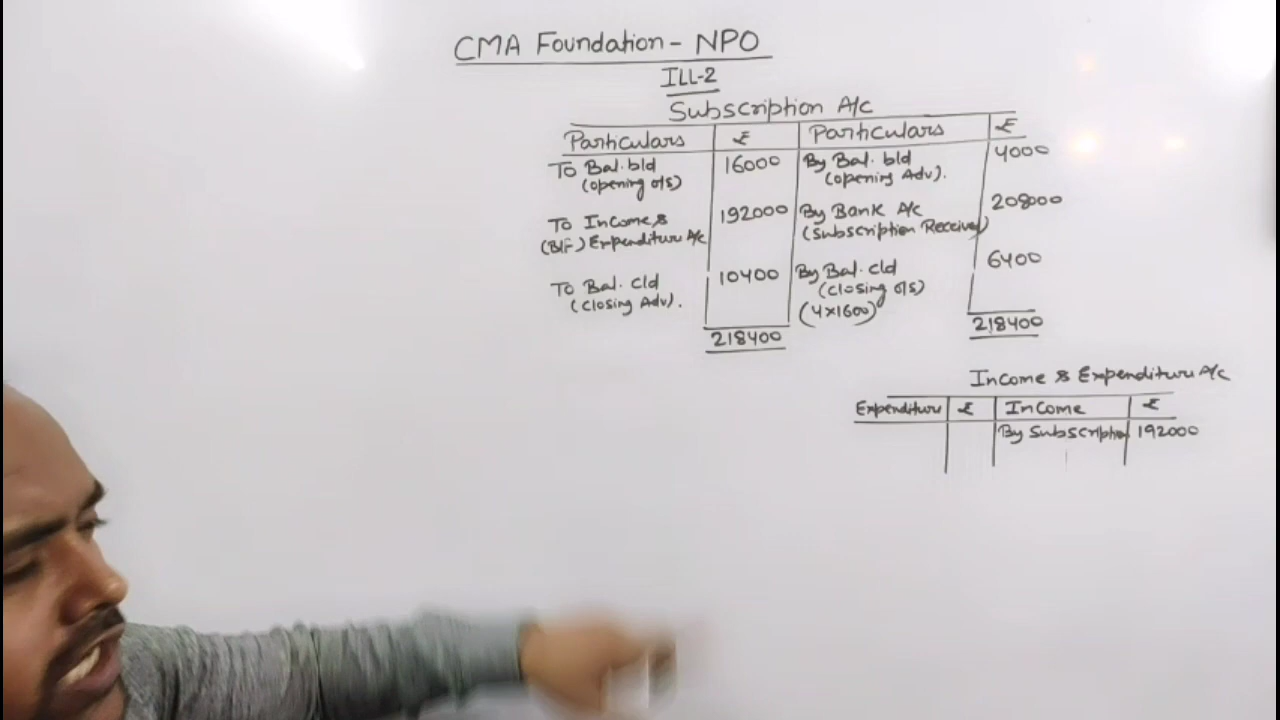 CMA Foundation - NPO
ILL-2
Subscription A/c
Particulars ₹ Particulars ₹
To Bal. b/d 16000 By Bal. b/d 4000
(opening o/s) (opening Adv).
To Income & 192000 By Bank A/c 208000
(B/F) Expenditure A/c (Subscription Received)
To Bal. c/d 10400 By Bal. c/d 6400
(closing Adv). (closing o/s)
(4×1600)
218400 218400
Income & Expenditure A/c
Expenditure ₹ Income ₹
By Subscription 192000